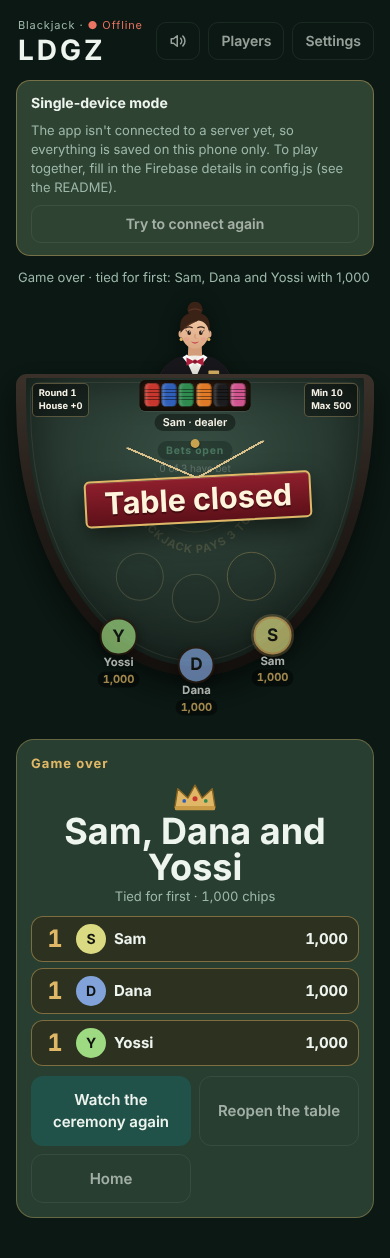 Blackjack · Offline
LDGZ
Players
Settings
Single-device mode
The app isn't connected to a server yet, so
everything is saved on this phone only. To play
together, fill in the Firebase details in config.js (see
the README).
Try to connect again
Game over · tied for first: Sam, Dana and Yossi with 1,000
Round 1
House +0
Min 10
Max 500
Sam · dealer
Bets open
Table closed
JACK PAYS 3
Y
Yossi
1,000
D
Dana
1,000
S
Sam
1,000
Game over
Sam, Dana and
Yossi
Tied for first · 1,000 chips
1 S Sam 1,000
1 D Dana 1,000
1 Y Yossi 1,000
Watch the
ceremony again
Reopen the table
Home